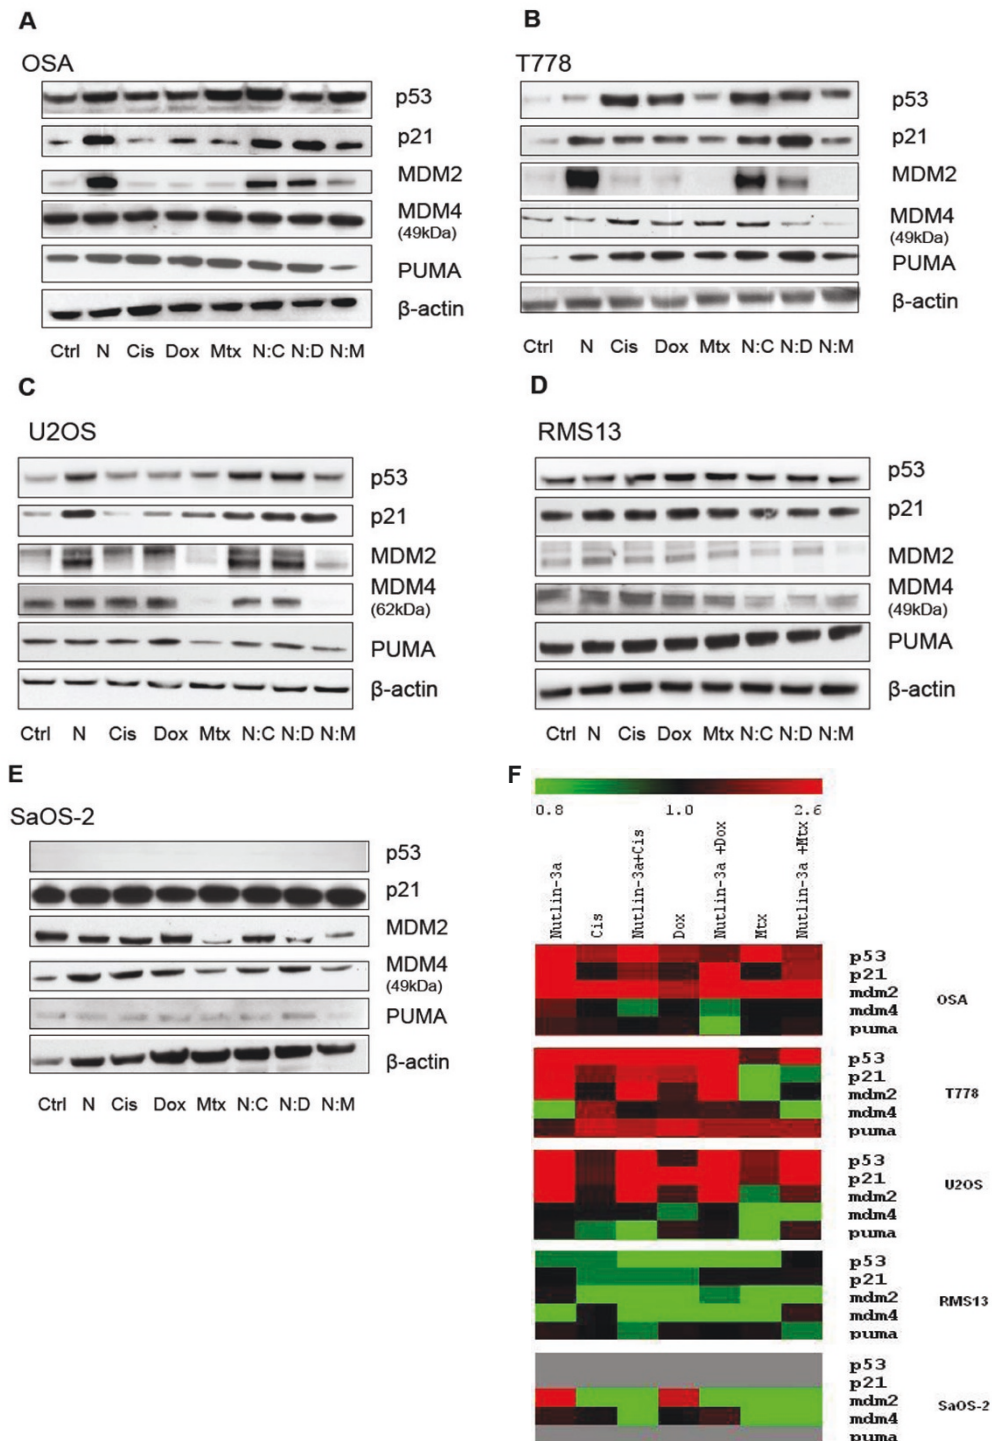 A
OSA
p53
p21
MDM2
MDM4
(49kDa)
PUMA
β-actin
Ctrl N Cis Dox Mtx N:C N:D N:M
B
T778
p53
p21
MDM2
MDM4
(49kDa)
PUMA
β-actin
Ctrl N Cis Dox Mtx N:C N:D N:M
C
U2OS
p53
p21
MDM2
MDM4
(62kDa)
PUMA
β-actin
Ctrl N Cis Dox Mtx N:C N:D N:M
D
RMS13
p53
p21
MDM2
MDM4
(49kDa)
PUMA
β-actin
Ctrl N Cis Dox Mtx N:C N:D N:M
E
SaOS-2
p53
p21
MDM2
MDM4
(49kDa)
PUMA
β-actin
Ctrl N Cis Dox Mtx N:C N:D N:M
F
0.8 1.0 2.6
Nutlin-3a
Cis
Nutlin-3a+Cis
Dox
Nutlin-3a +Dox
Mtx
Nutlin-3a +Mtx
p53
p21
mdm2
mdm4
puma
OSA
p53
p21
mdm2
mdm4
puma
T778
p53
p21
mdm2
mdm4
puma
U2OS
p53
p21
mdm2
mdm4
puma
RMS13
p53
p21
mdm2
mdm4
puma
SaOS-2